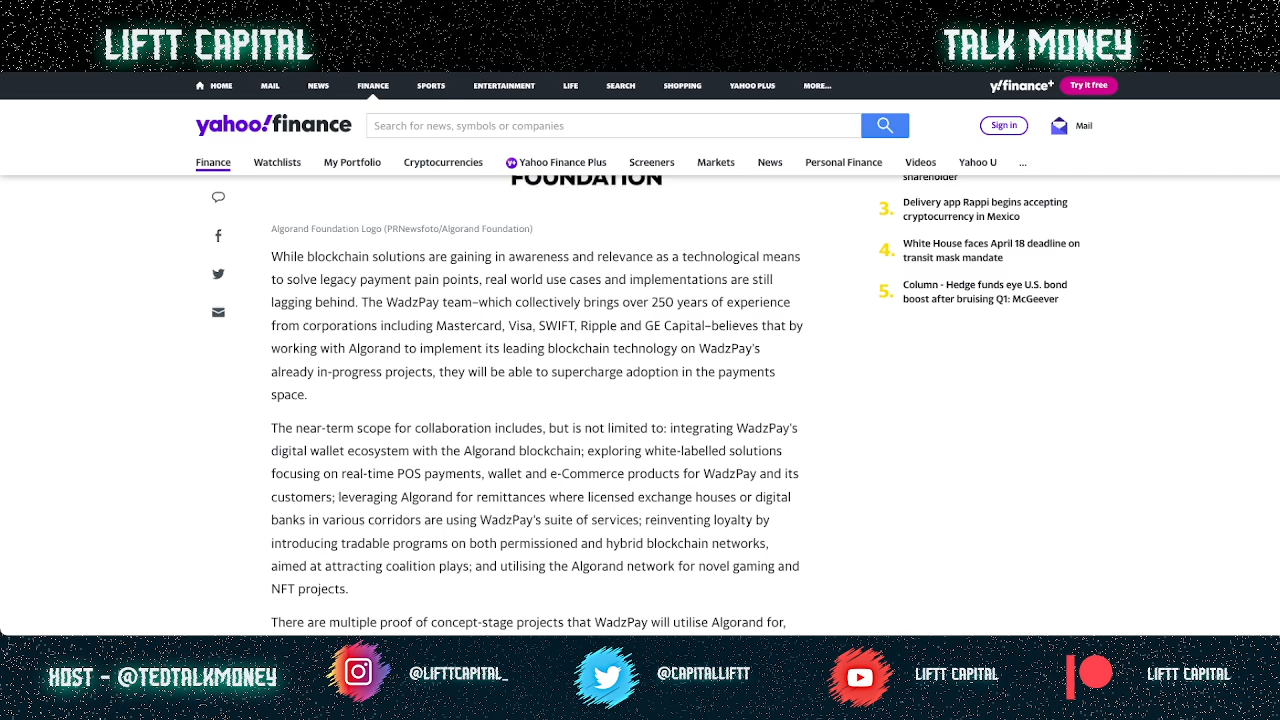 LIFTT CAPITAL
TALK MONEY
HOME MAIL NEWS FINANCE SPORTS ENTERTAINMENT LIFE SEARCH SHOPPING YAHOO PLUS MORE...
y!finance+ Try it free
yahoo!finance
Search for news, symbols or companies
Sign in
Mail
Finance Watchlists My Portfolio Cryptocurrencies Y+ Yahoo Finance Plus Screeners Markets News Personal Finance Videos Yahoo U ...
FOUNDATION
Algorand Foundation Logo (PRNewsfoto/Algorand Foundation)
While blockchain solutions are gaining in awareness and relevance as a technological means
to solve legacy payment pain points, real world use cases and implementations are still
lagging behind. The WadzPay team–which collectively brings over 250 years of experience
from corporations including Mastercard, Visa, SWIFT, Ripple and GE Capital–believes that by
working with Algorand to implement its leading blockchain technology on WadzPay's
already in-progress projects, they will be able to supercharge adoption in the payments
space.
The near-term scope for collaboration includes, but is not limited to: integrating WadzPay's
digital wallet ecosystem with the Algorand blockchain; exploring white-labelled solutions
focusing on real-time POS payments, wallet and e-Commerce products for WadzPay and its
customers; leveraging Algorand for remittances where licensed exchange houses or digital
banks in various corridors are using WadzPay's suite of services; reinventing loyalty by
introducing tradable programs on both permissioned and hybrid blockchain networks,
aimed at attracting coalition plays; and utilising the Algorand network for novel gaming and
NFT projects.
There are multiple proof of concept-stage projects that WadzPay will utilise Algorand for,
shareholder
3. Delivery app Rappi begins accepting
cryptocurrency in Mexico
4. White House faces April 18 deadline on
transit mask mandate
5. Column - Hedge funds eye U.S. bond
boost after bruising Q1: McGeever
HOST - @TEDTALKMONEY
@LIFTTCAPITAL_
@CAPITALLIFTT
LIFTT CAPITAL
LIFTT CAPITAL